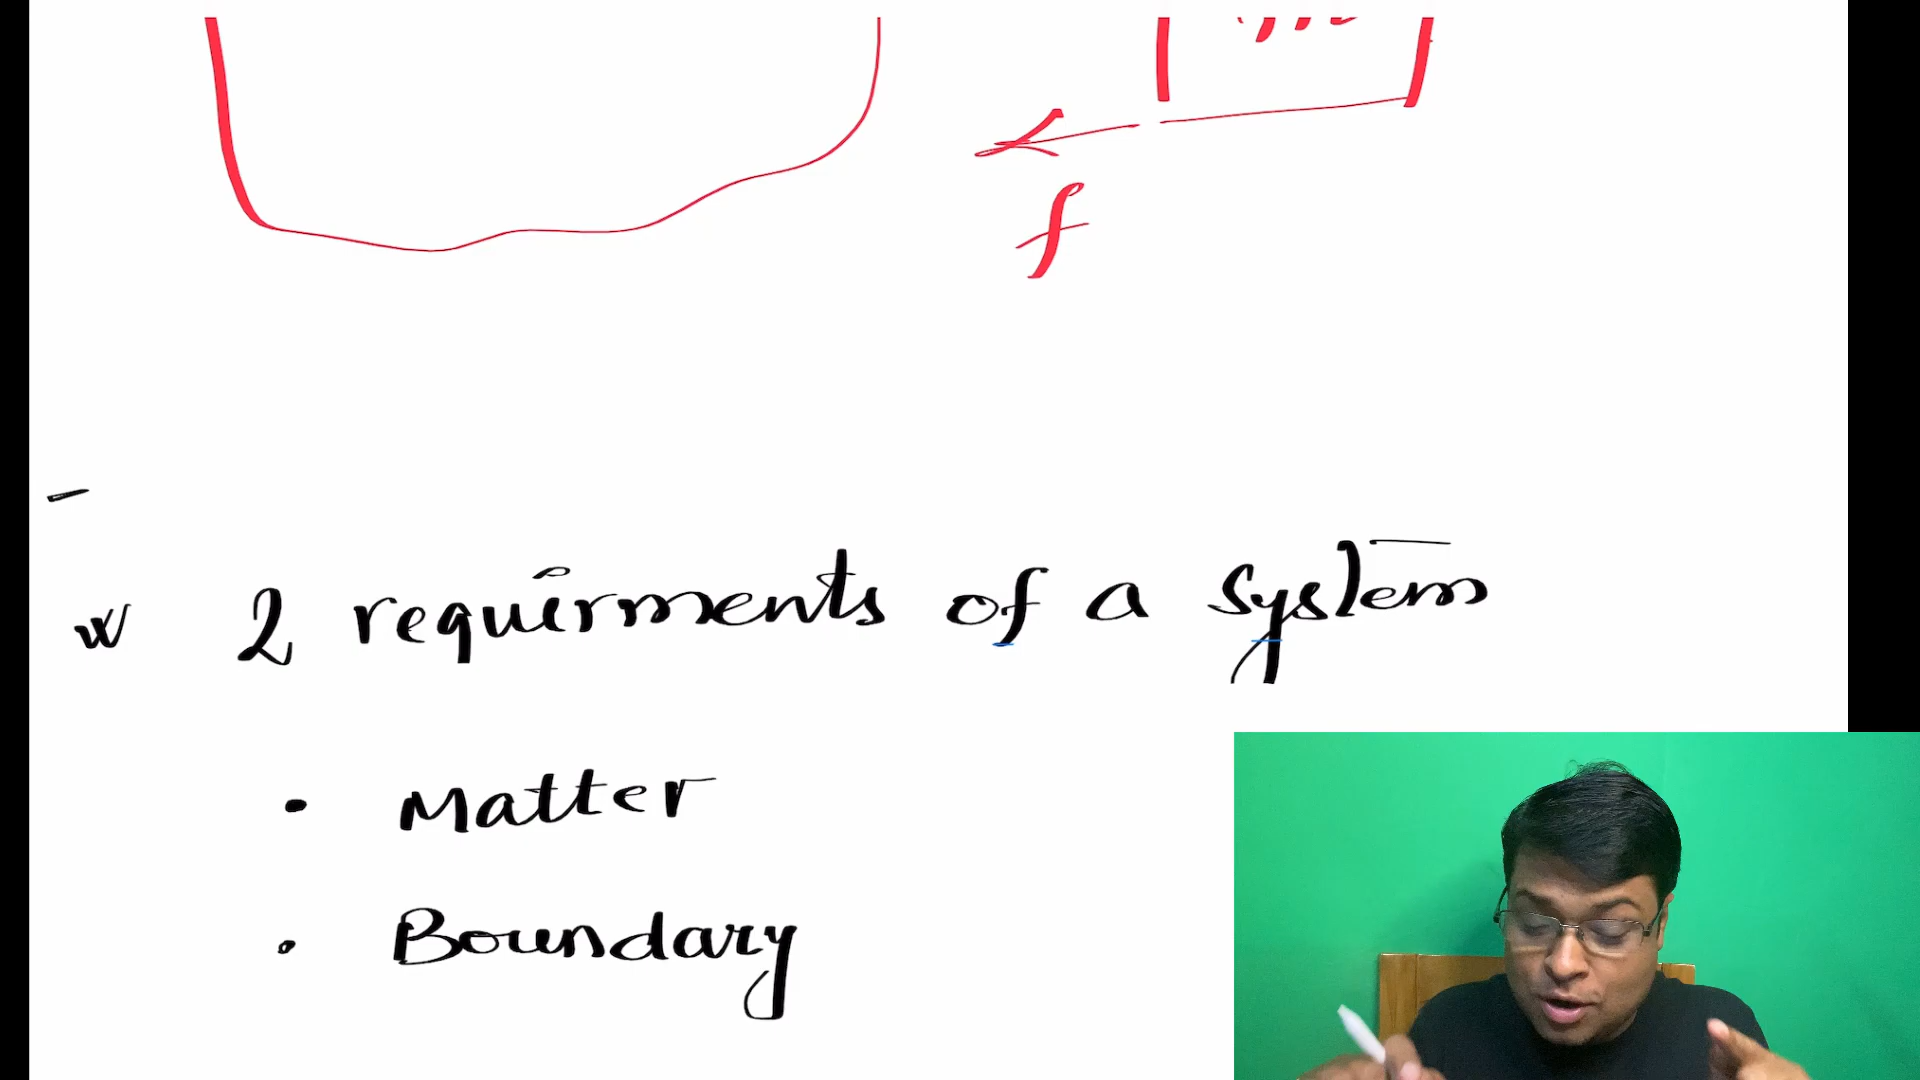 f
w 2 requirments of a system
• Matter
• Boundary